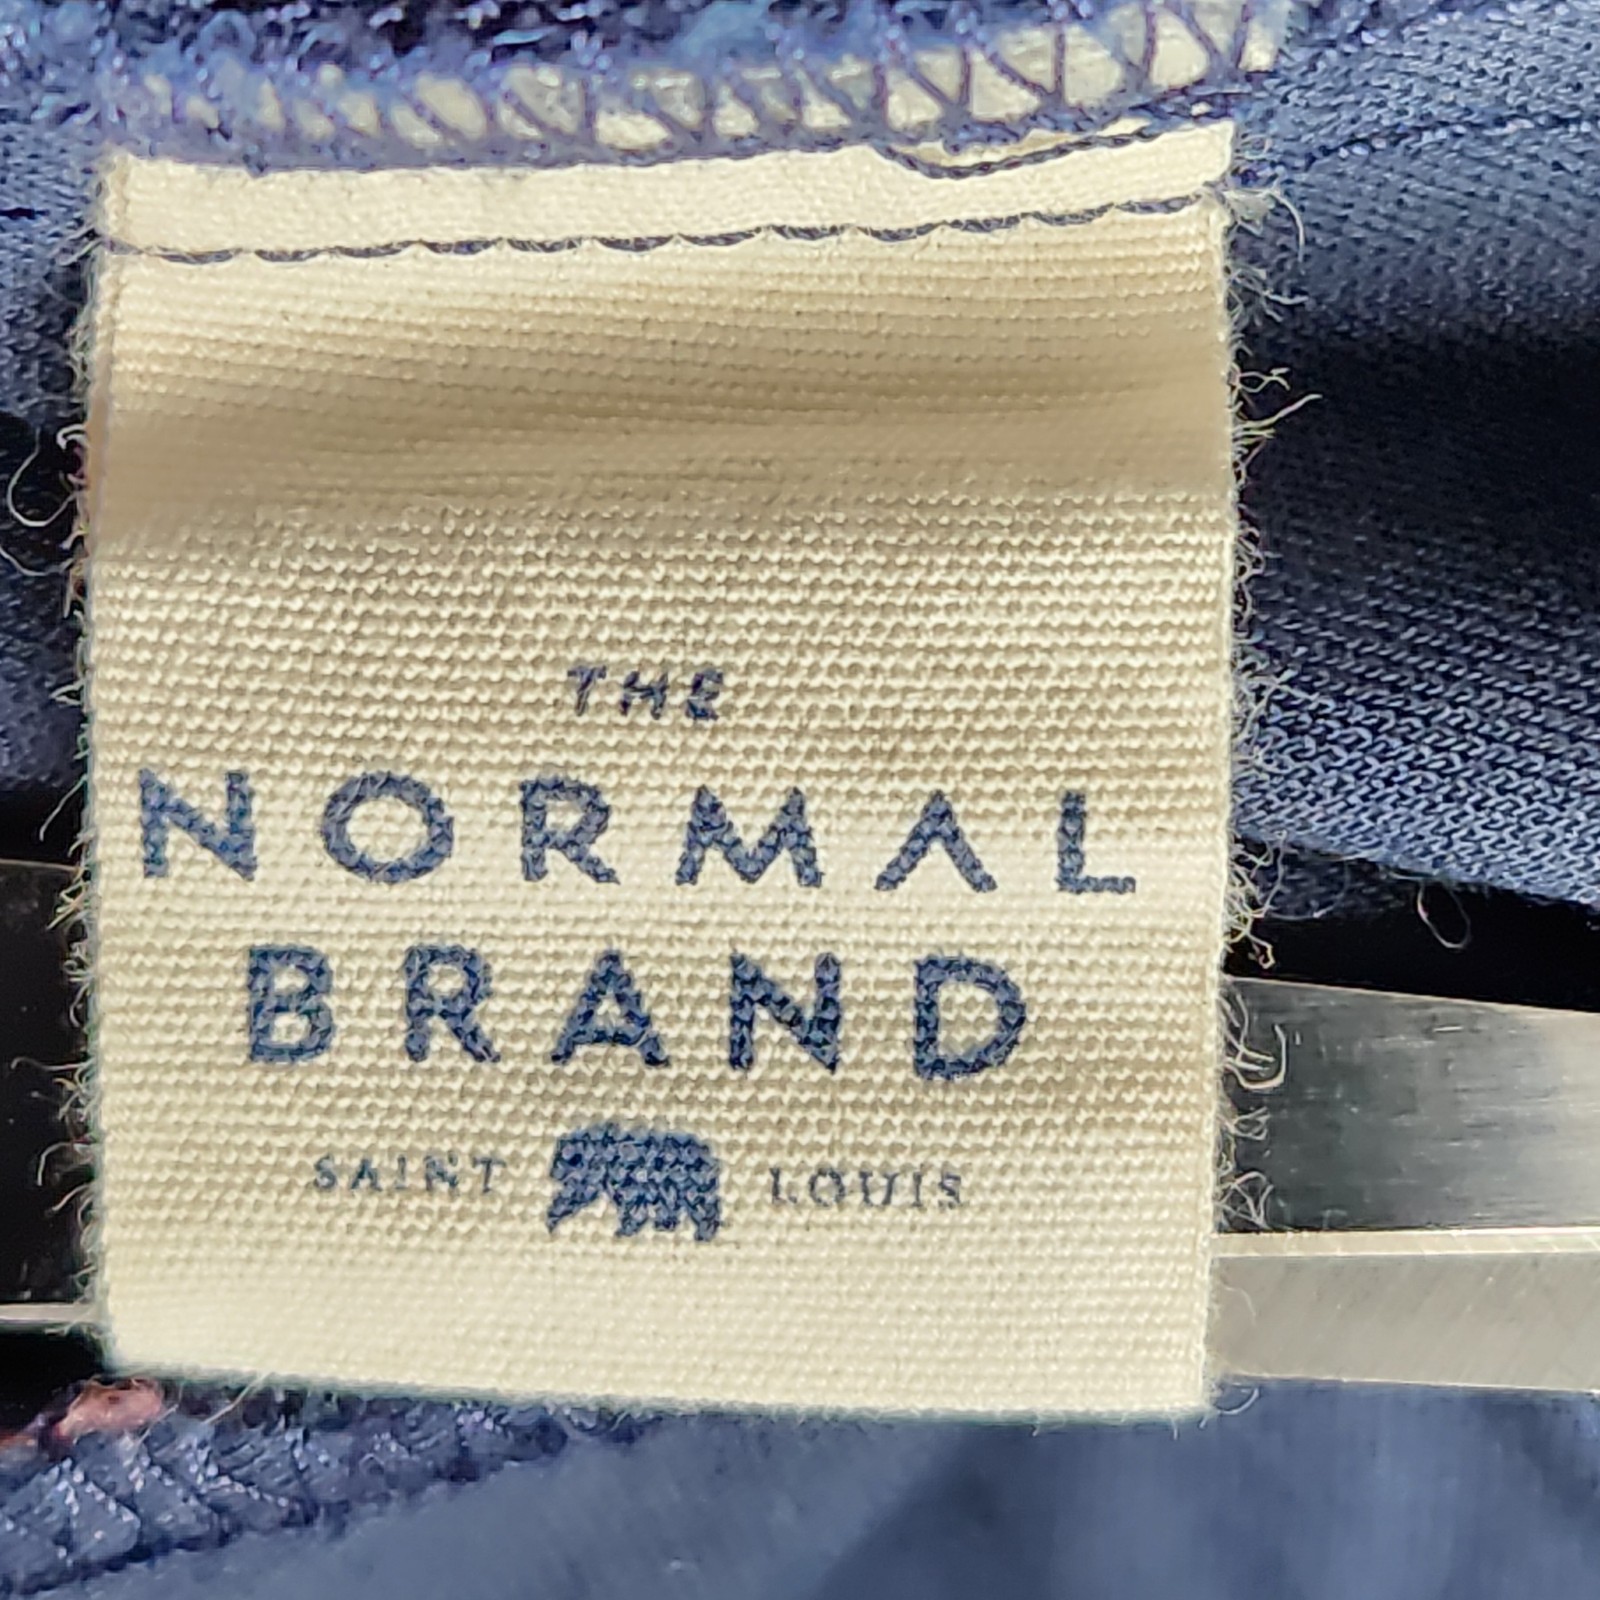 THE
NORMAL
BRAND
SAINT LOUIS